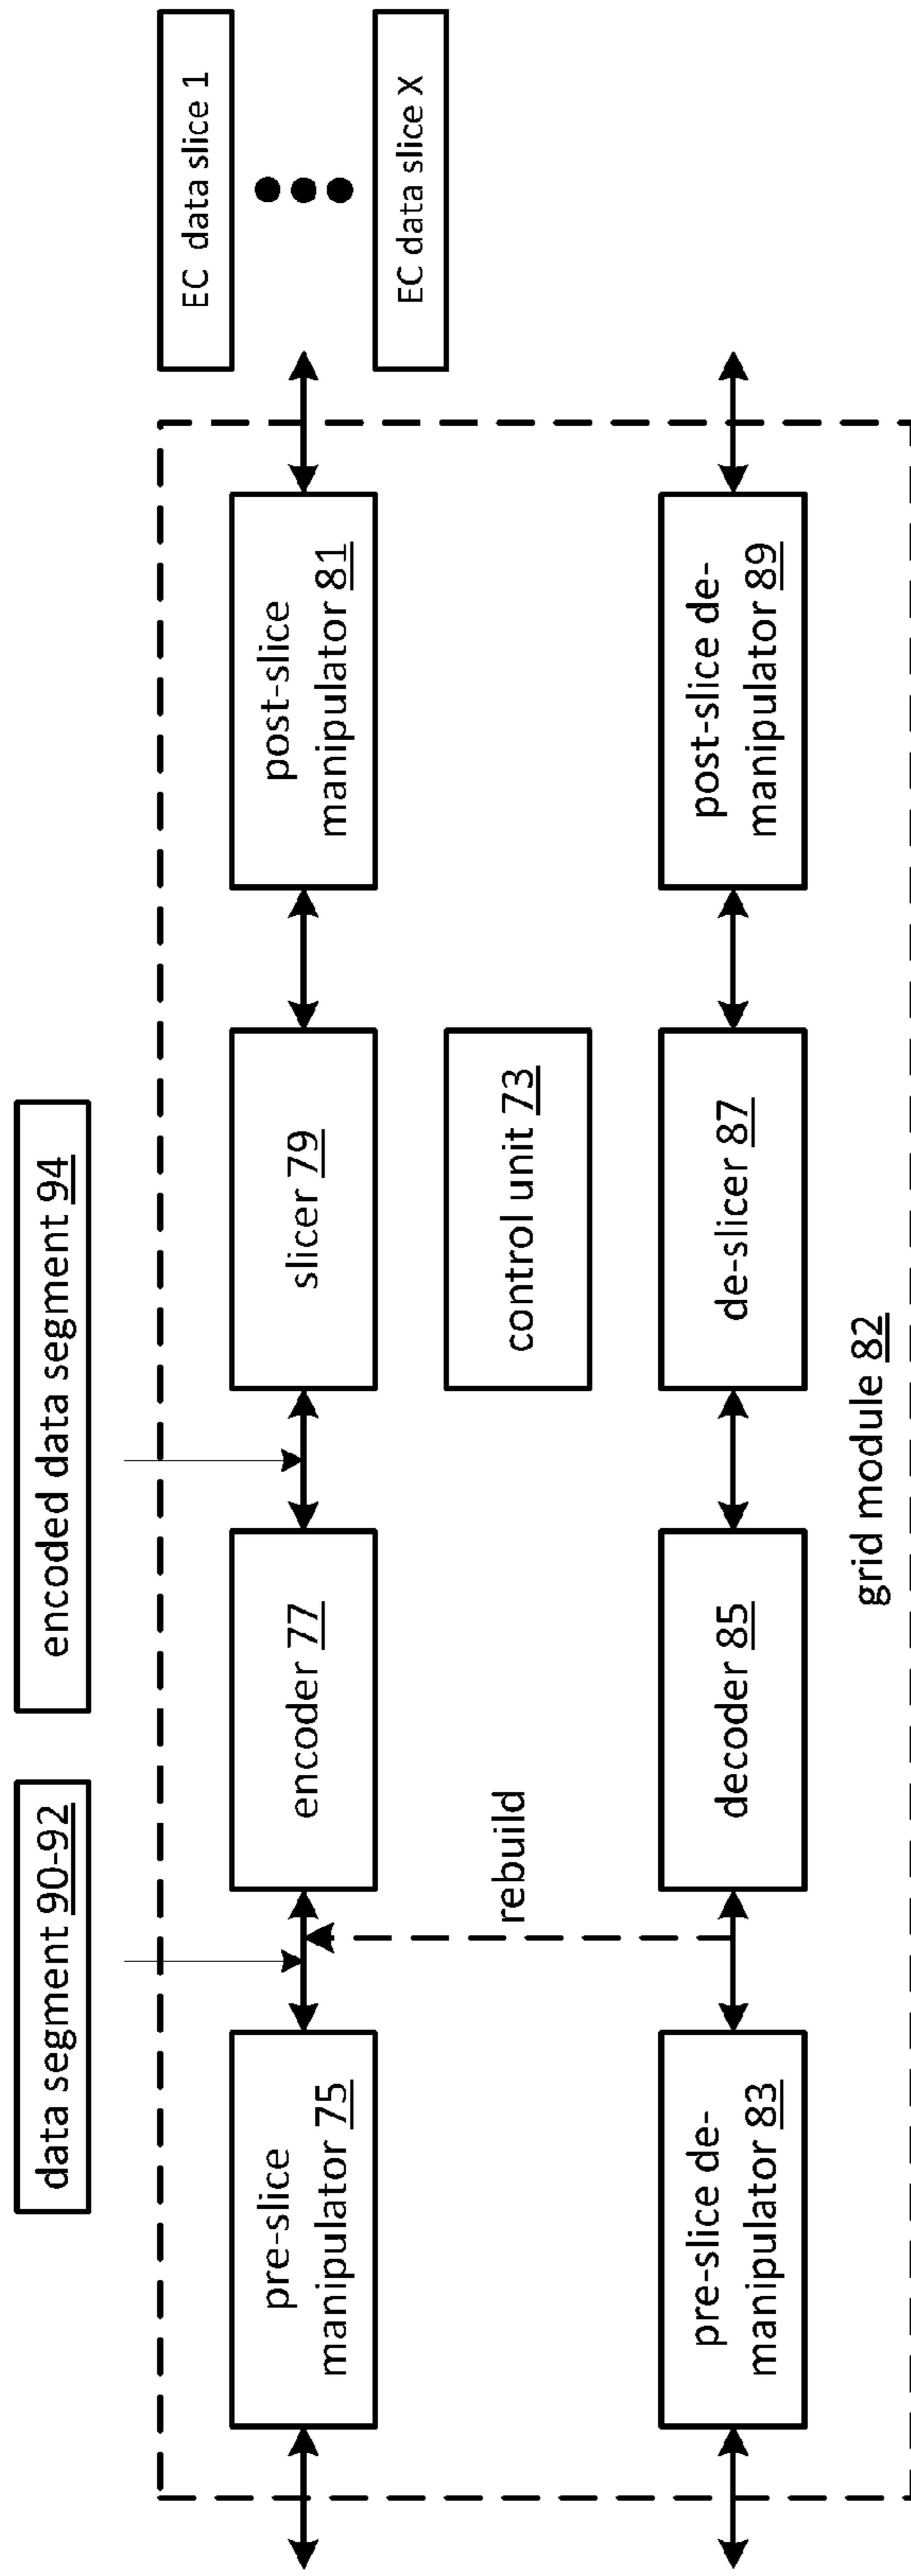 data segment 90-92
encoded data segment 94
EC data slice 1
EC data slice X
pre-slice
manipulator 75
encoder 77
slicer 79
post-slice
manipulator 81
rebuild
control unit 73
pre-slice de-
manipulator 83
decoder 85
de-slicer 87
post-slice de-
manipulator 89
grid module 82